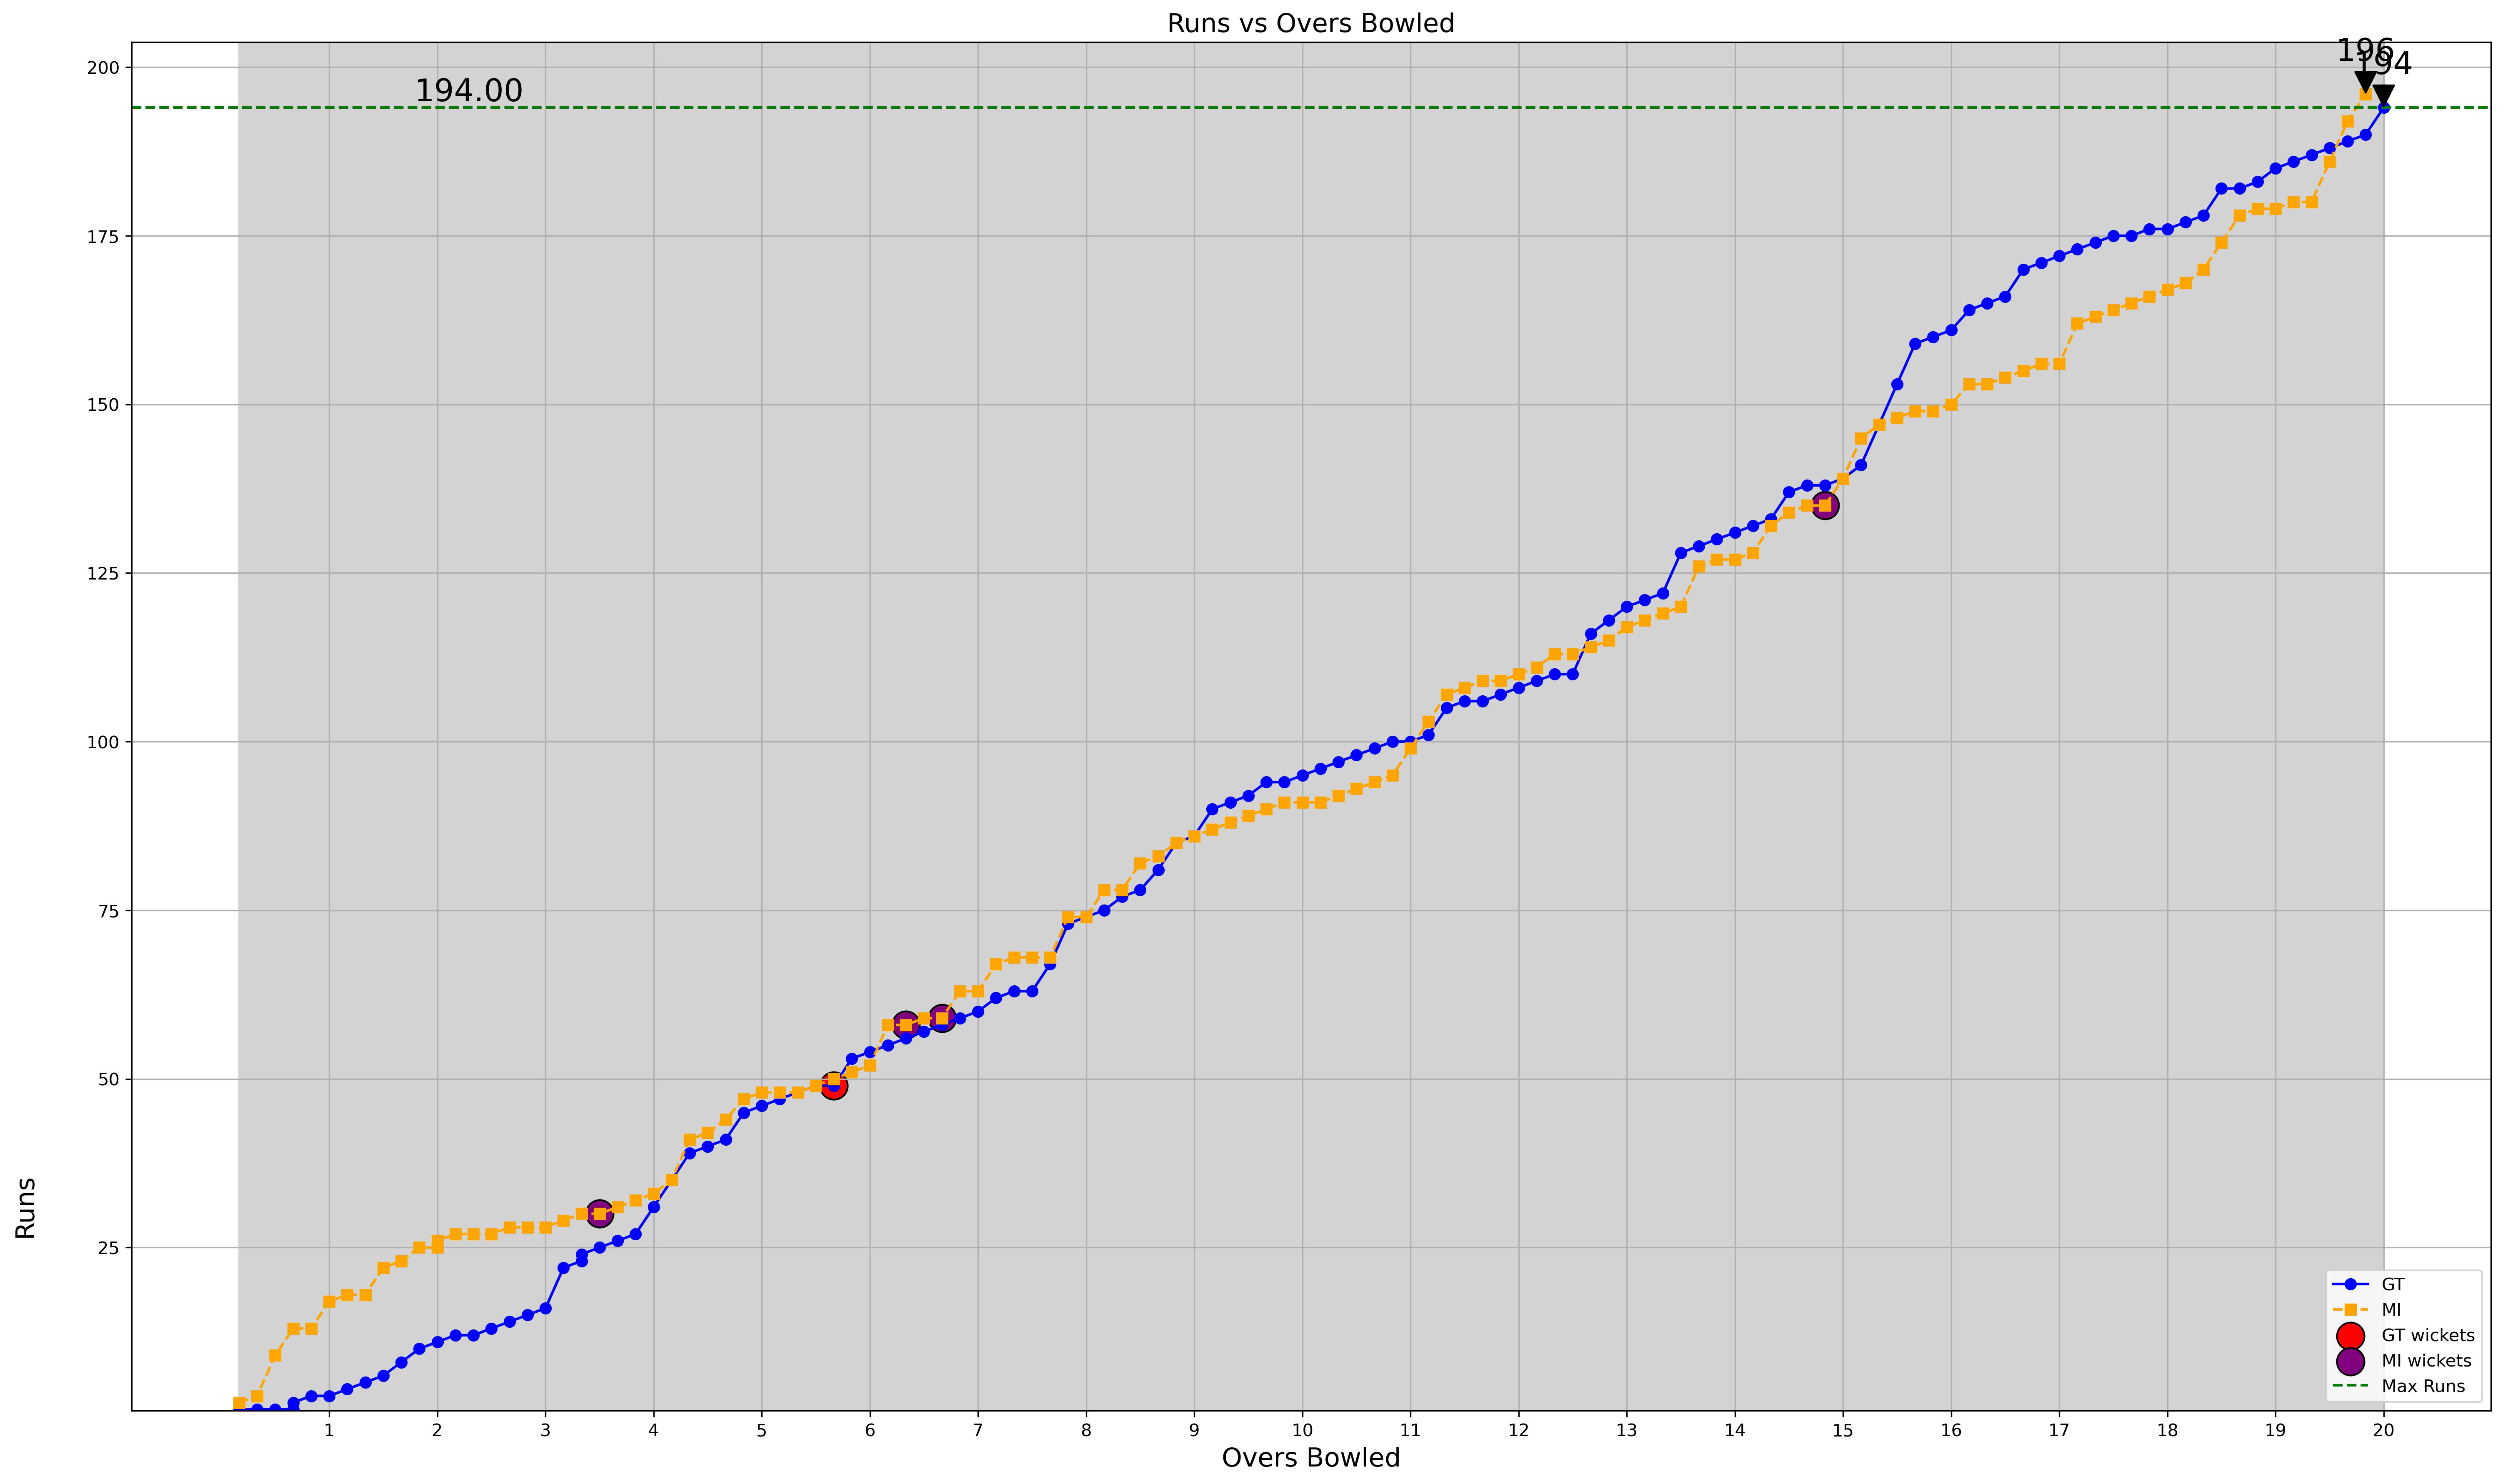 Runs vs Overs Bowled
196
194
194.00
200
175
150
125
100
75
50
25
Runs
1 2 3 4 5 6 7 8 9 10 11 12 13 14 15 16 17 18 19 20
Overs Bowled
GT
MI
GT wickets
MI wickets
Max Runs